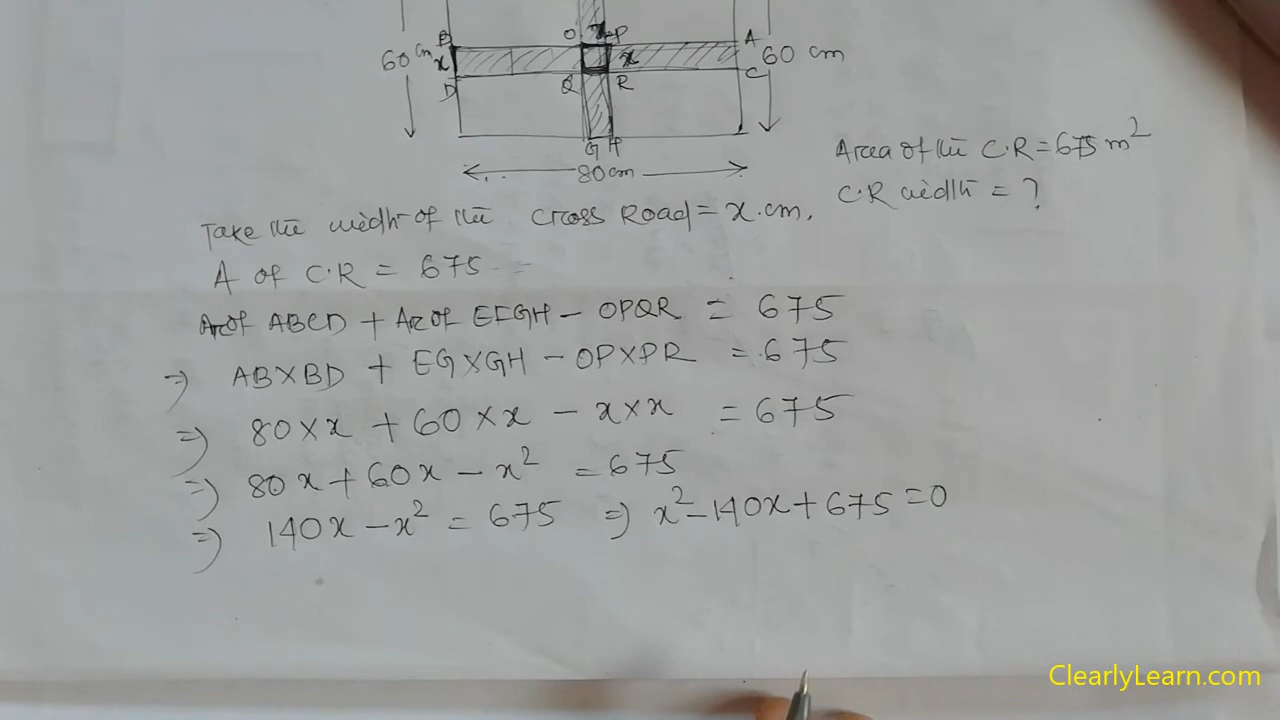 O x P
B A
60 cm x x 60 cm
D Q R C
G H
80cm
Area of the C.R = 675 m²
C.R width = ?
Take the width of the Cross Road = x.cm.
A of C.R = 675
Ar of ABCD + Ar of EFGH - OPQR = 675
=> AB×BD + EG×GH - OP×PR = 675
=> 80×x + 60×x - x×x = 675
=> 80x + 60x - x² = 675
=> 140x - x² = 675 => x² - 140x + 675 = 0
ClearlyLearn.com